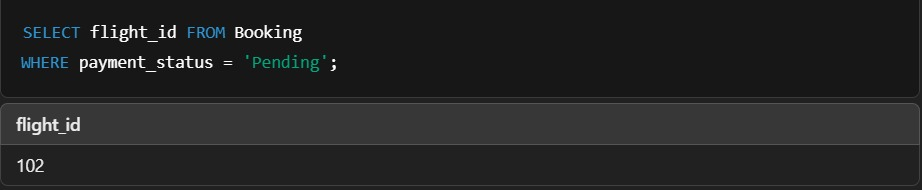 SELECT flight_id FROM Booking
WHERE payment_status = 'Pending';
flight_id
102